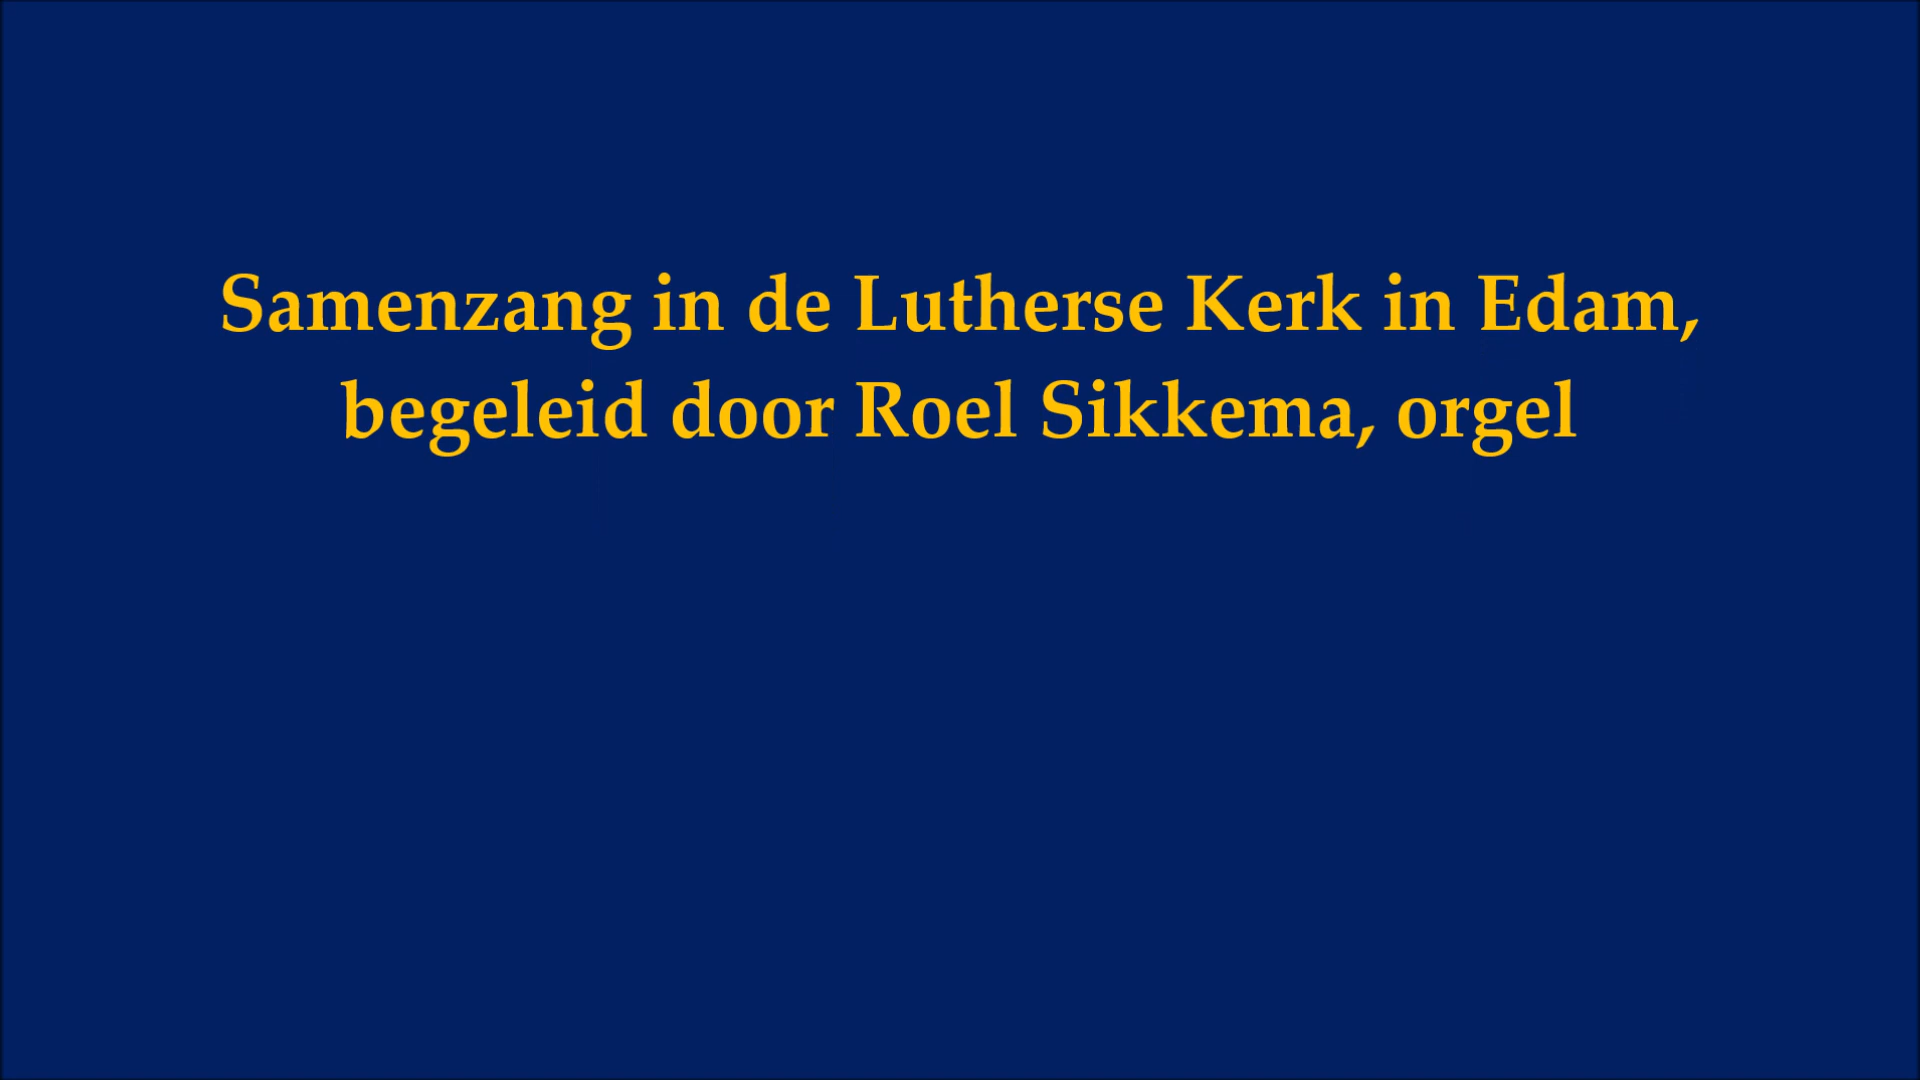 Samenzang in de Lutherse Kerk in Edam,
begeleid door Roel Sikkema, orgel